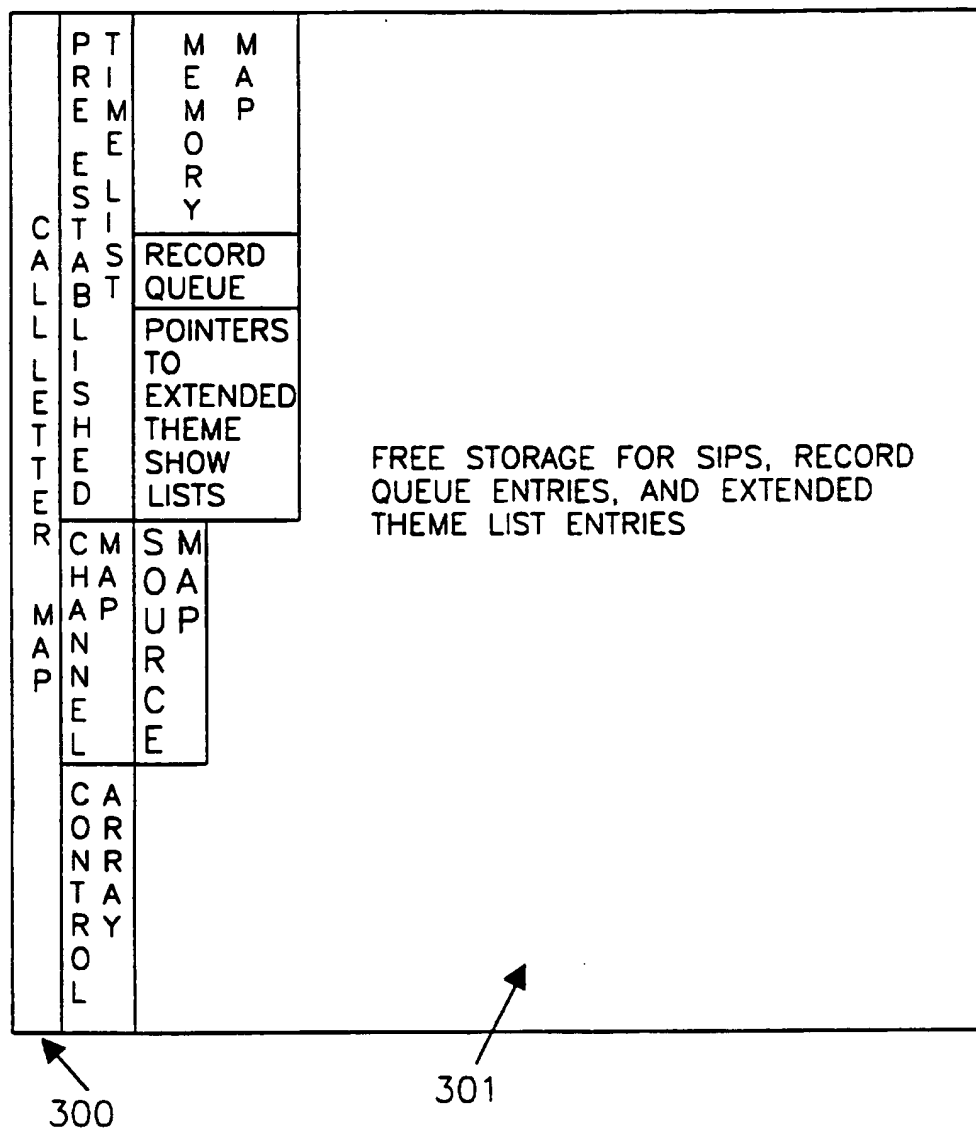 CALL LETTER MAP
PRE ESTABLISHED
TIME LIST
MEMORY
MAP
RECORD
QUEUE
POINTERS
TO
EXTENDED
THEME
SHOW
LISTS
CHANNEL
MAP
SOURCE
MAP
CONTROL
ARRAY
FREE STORAGE FOR SIPS, RECORD
QUEUE ENTRIES, AND EXTENDED
THEME LIST ENTRIES
300
301